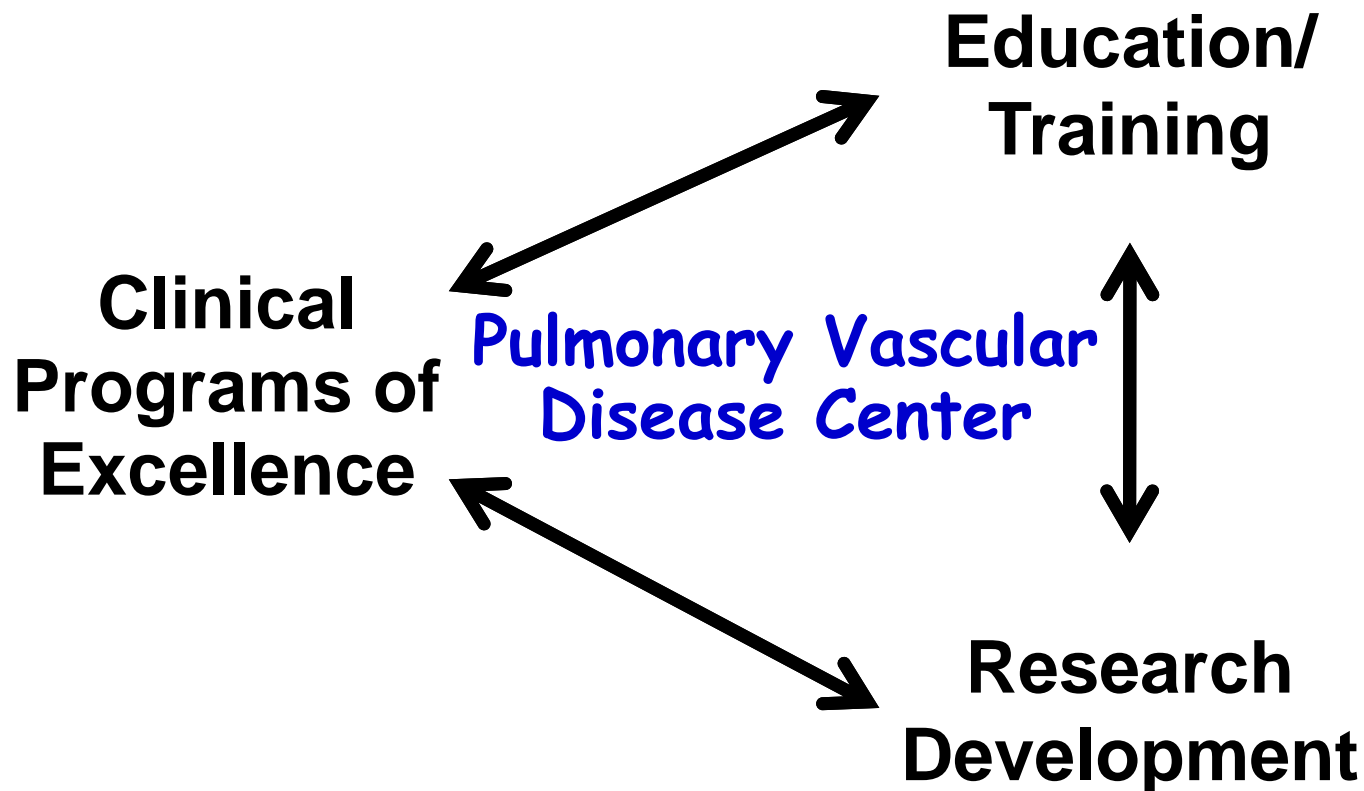 Education/
Training
Clinical
Programs of
Excellence
Pulmonary Vascular
Disease Center
Research
Development